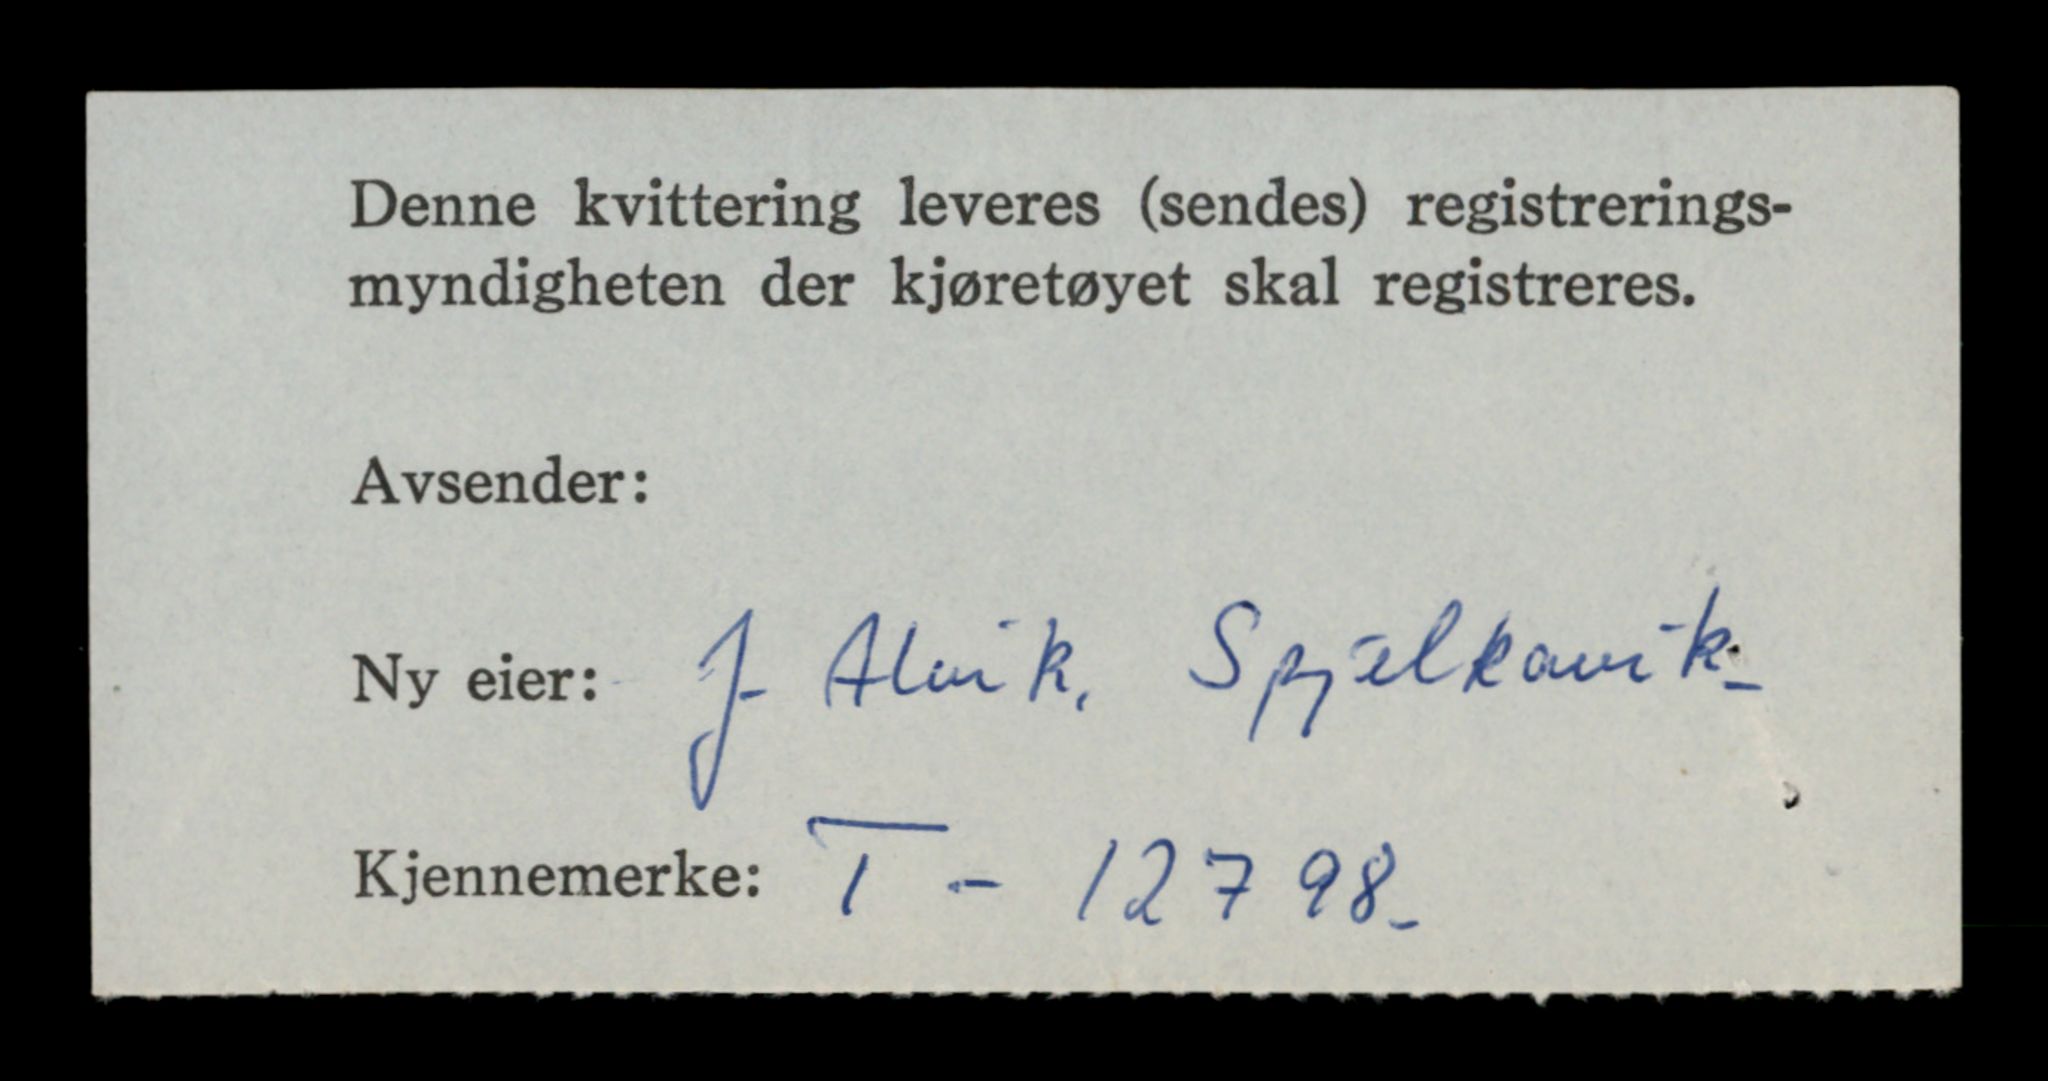 Denne kvittering leveres (sendes) registrerings-
myndigheten der kjøretøyet skal registreres.
Avsender:
Ny eier: J. Alvik, Spjelkavik.
Kjennemerke: T - 12798.